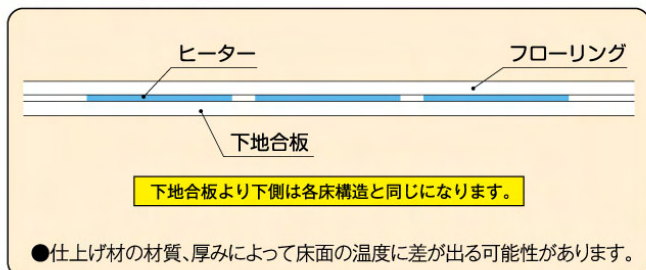 ヒーター
フローリング
下地合板
下地合板より下側は各床構造と同じになります。
●仕上げ材の材質、厚みによって床面の温度に差が出る可能性があります。